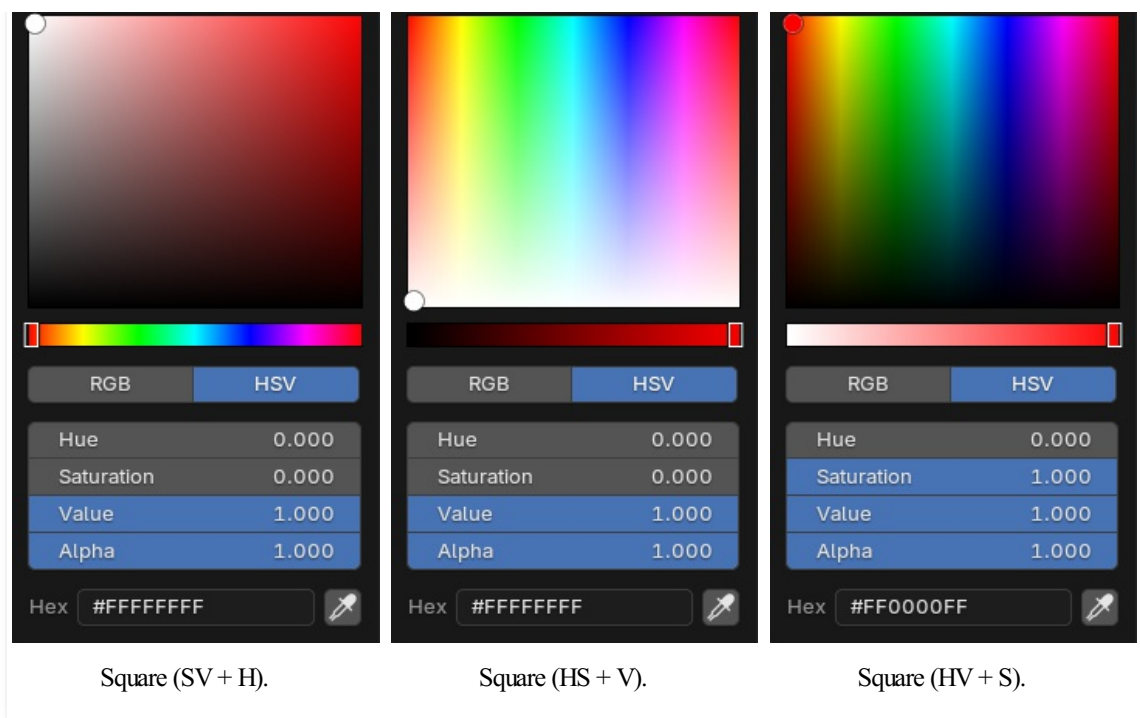 RGB HSV
Hue 0.000
Saturation 0.000
Value 1.000
Alpha 1.000
Hex #FFFFFFFF
Square (SV + H).
RGB HSV
Hue 0.000
Saturation 0.000
Value 1.000
Alpha 1.000
Hex #FFFFFFFF
Square (HS + V).
RGB HSV
Hue 0.000
Saturation 1.000
Value 1.000
Alpha 1.000
Hex #FF0000FF
Square (HV + S).